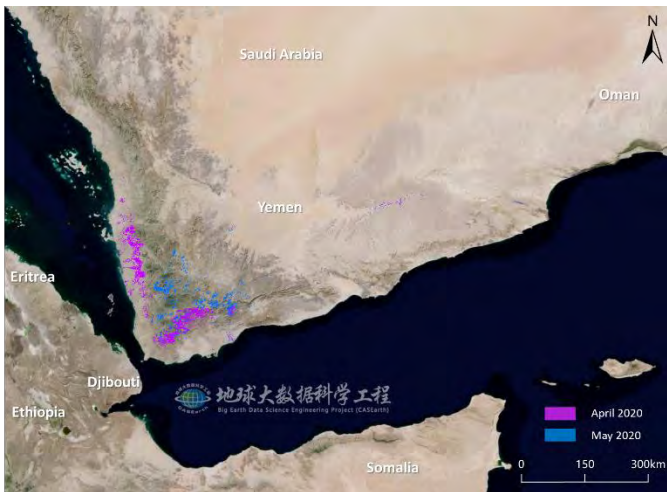 N
Saudi Arabia
Oman
Yemen
Eritrea
Djibouti
Ethiopia
地球大数据科学工程
Big Earth Data Science Engineering Project (CASEarth)
April 2020
May 2020
Somalia
0 150 300km